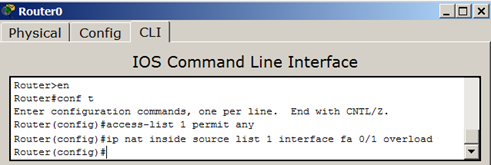 Router0
Physical Config CLI
IOS Command Line Interface
Router>en
Router#conf t
Enter configuration commands, one per line.  End with CNTL/Z.
Router(config)#access-list 1 permit any
Router(config)#ip nat inside source list 1 interface fa 0/1 overload
Router(config)#